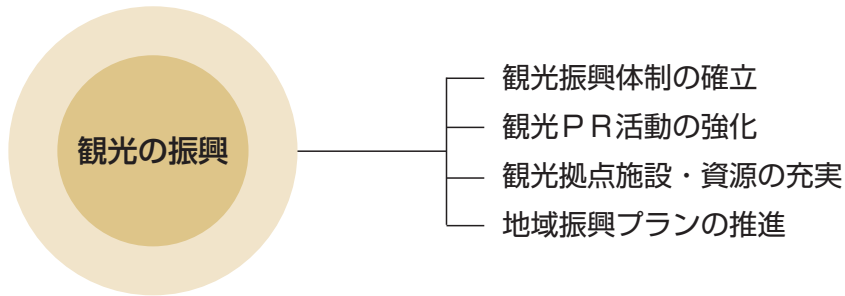 観光の振興
観光振興体制の確立
観光ＰＲ活動の強化
観光拠点施設・資源の充実
地域振興プランの推進